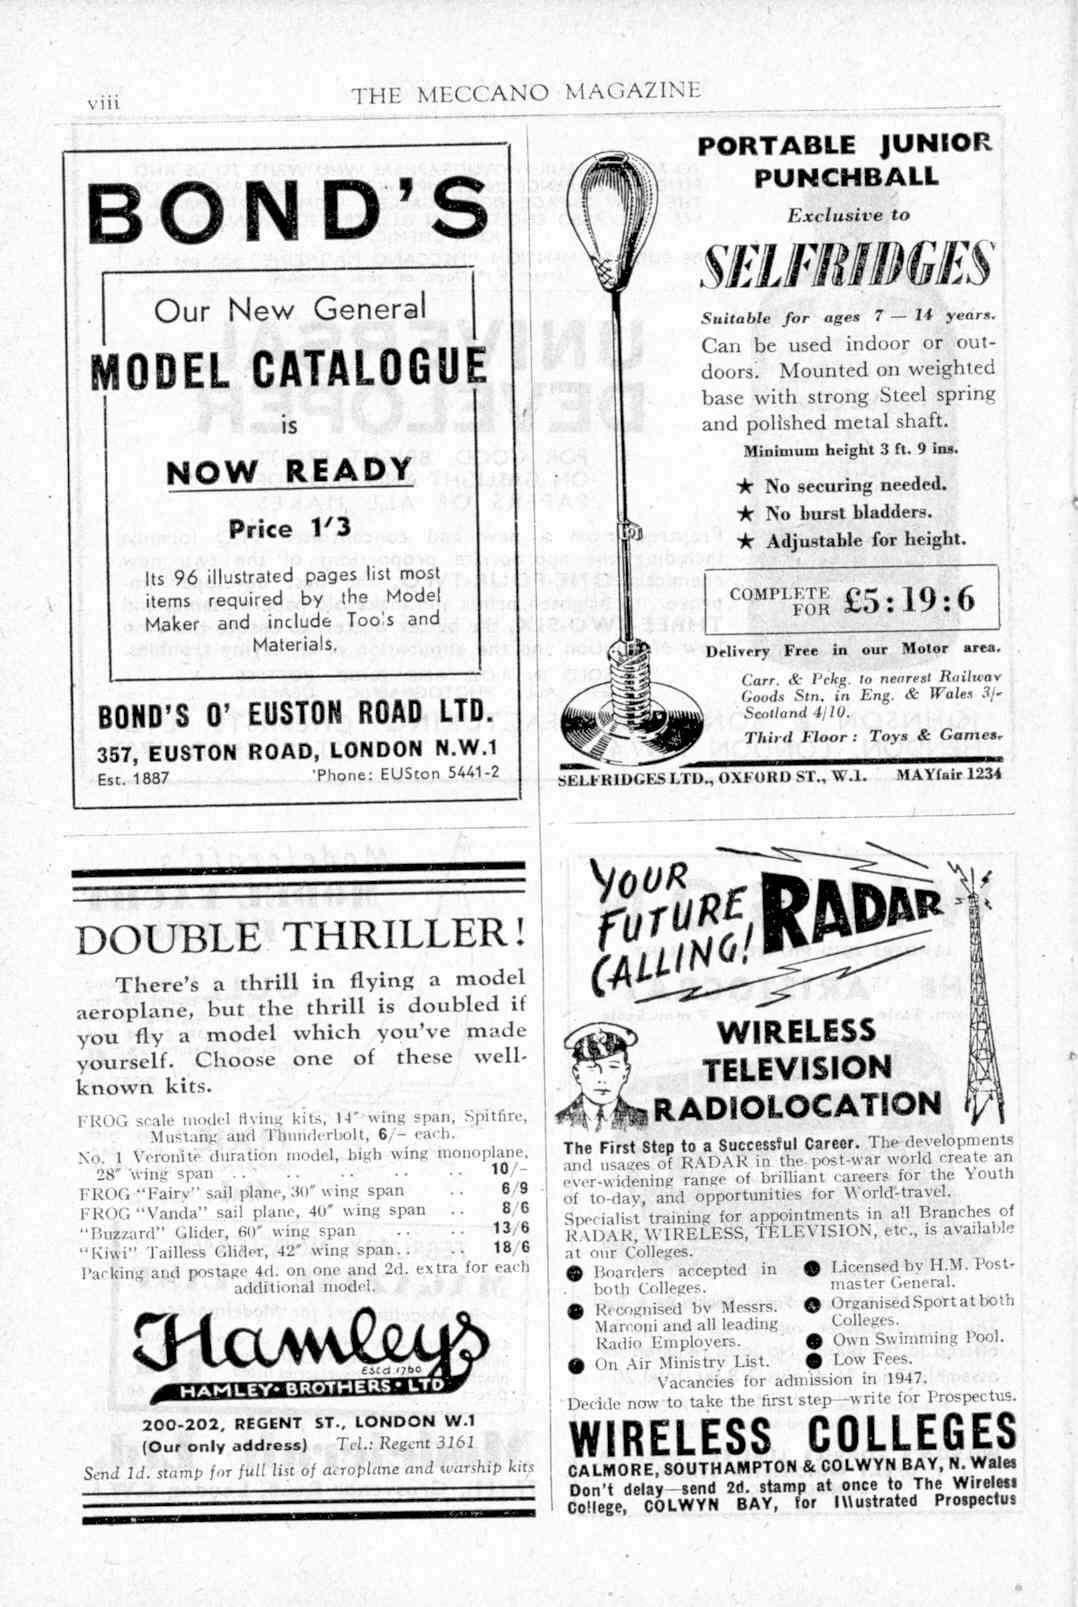 viii
THE MECCANO MAGAZINE
BOND'S
Our New General
MODEL CATALOGUE
is
NOW READY
Price 1/3
Its 96 illustrated pages list most
items required by the Model
Maker and include Too's and
Materials.
BOND'S O' EUSTON ROAD LTD.
357, EUSTON ROAD, LONDON N.W.1
Est. 1887 'Phone: EUSton 5441-2
PORTABLE JUNIOR
PUNCHBALL
Exclusive to
SELFRIDGES
Suitable for ages 7 — 14 years.
Can be used indoor or out-
doors. Mounted on weighted
base with strong Steel spring
and polished metal shaft.
Minimum height 3 ft. 9 ins.
★ No securing needed.
★ No burst bladders.
★ Adjustable for height.
COMPLETE
FOR £5:19:6
Delivery Free in our Motor area.
Carr. & Pckg. to nearest Railway
Goods Stn. in Eng. & Wales 3/-
Scotland 4/10.
Third Floor: Toys & Games.
SELFRIDGES LTD., OXFORD ST., W.1. MAYfair 1234
DOUBLE THRILLER!
There's a thrill in flying a model
aeroplane, but the thrill is doubled if
you fly a model which you've made
yourself. Choose one of these well-
known kits.
FROG scale model flying kits, 14" wing span, Spitfire,
Mustang and Thunderbolt, 6/- each.
No. 1 Veronite duration model, high wing monoplane,
28" wing span .. .. .. .. 10/-
FROG "Fairy" sail plane, 30" wing span .. 6/9
FROG "Vanda" sail plane, 40" wing span .. 8/6
"Buzzard" Glider, 60" wing span .. .. 13/6
"Kiwi" Tailless Glider, 42" wing span.. .. 18/6
Packing and postage 4d. on one and 2d. extra for each
additional model.
Hamleys
Estd 1760
HAMLEY·BROTHERS·LTD
200-202, REGENT ST., LONDON W.1
(Our only address) Tel.: Regent 3161
Send 1d. stamp for full list of aeroplane and warship kits
YOUR
FUTURE
CALLING!
RADAR
WIRELESS
TELEVISION
RADIOLOCATION
The First Step to a Successful Career. The developments
and usages of RADAR in the post-war world create an
ever-widening range of brilliant careers for the Youth
of to-day, and opportunities for World-travel.
Specialist training for appointments in all Branches of
RADAR, WIRELESS, TELEVISION, etc., is available
at our Colleges.
● Boarders accepted in
both Colleges.
● Recognised by Messrs.
Marconi and all leading
Radio Employers.
● On Air Ministry List.
● Licensed by H.M. Post-
master General.
● Organised Sport at both
Colleges.
● Own Swimming Pool.
● Low Fees.
Vacancies for admission in 1947.
Decide now to take the first step—write for Prospectus.
WIRELESS COLLEGES
CALMORE, SOUTHAMPTON & COLWYN BAY, N. Wales
Don't delay—send 2d. stamp at once to The Wireless
College, COLWYN BAY, for Illustrated Prospectus